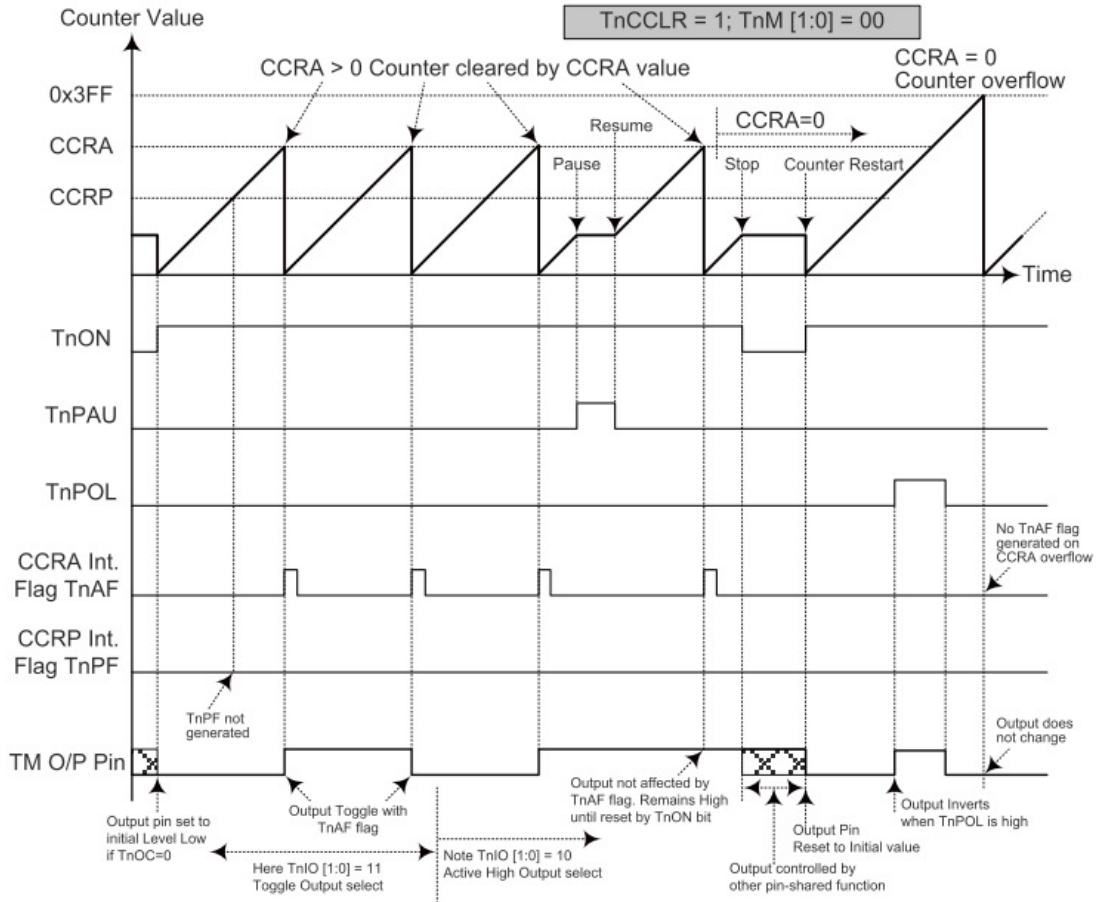 Counter Value
TnCCLR = 1; TnM [1:0] = 00
CCRA > 0 Counter cleared by CCRA value
CCRA = 0
Counter overflow
0x3FF
CCRA
CCRP
Resume
CCRA=0
Pause
Stop
Counter Restart
Time
TnON
TnPAU
TnPOL
No TnAF flag
generated on
CCRA overflow
CCRA Int.
Flag TnAF
CCRP Int.
Flag TnPF
TnPF not
generated
Output does
not change
TM O/P Pin
Output pin set to
initial Level Low
if TnOC=0
Output Toggle with
TnAF flag
Output not affected by
TnAF flag. Remains High
until reset by TnON bit
Output Inverts
when TnPOL is high
Output Pin
Reset to Initial value
Here TnIO [1:0] = 11
Toggle Output select
Note TnIO [1:0] = 10
Active High Output select
Output controlled by
other pin-shared function